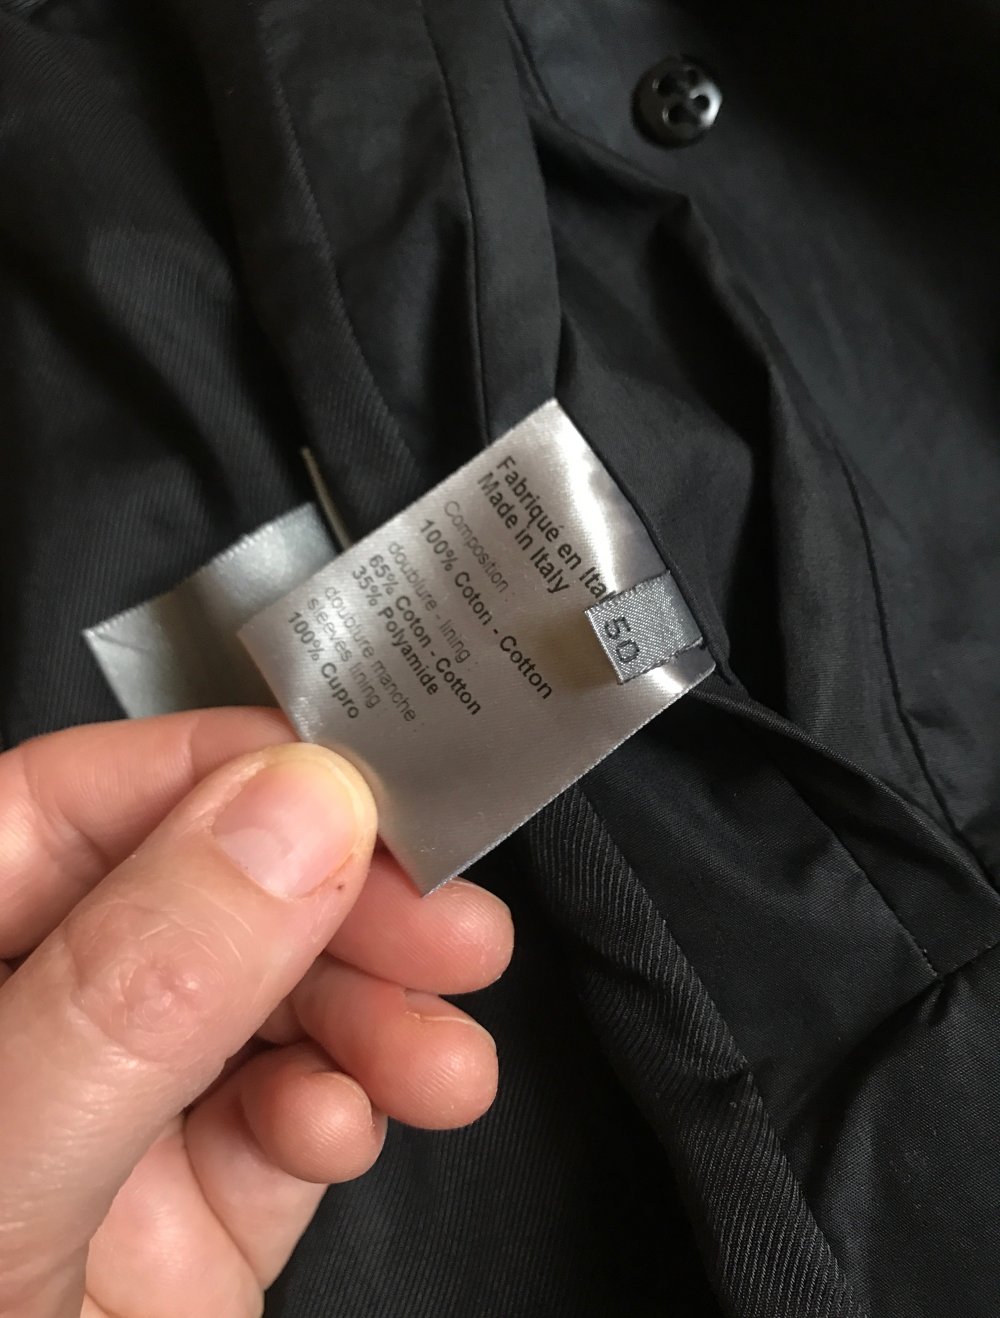 Fabriqué en Ital
Made in Italy
Composition :
100% Coton - Cotton
doublure - lining :
65% Coton - Cotton
35% Polyamide
doublure manche
sleeves lining :
100% Cupro
50